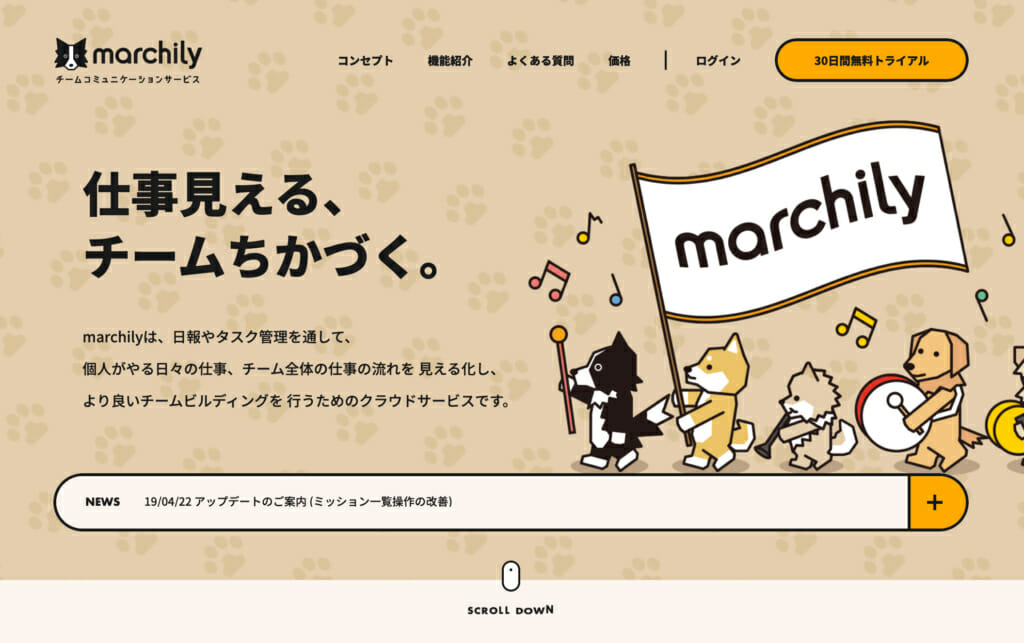 marchily
チームコミュニケーションサービス
コンセプト
機能紹介
よくある質問
価格
ログイン
30日間無料トライアル
仕事見える、
チームちかづく。
marchily
marchilyは、日報やタスク管理を通して、
個人がやる日々の仕事、チーム全体の仕事の流れを 見える化し、
より良いチームビルディングを 行うためのクラウドサービスです。
NEWS 19/04/22 アップデートのご案内 (ミッション一覧操作の改善)
SCROLL DOWN